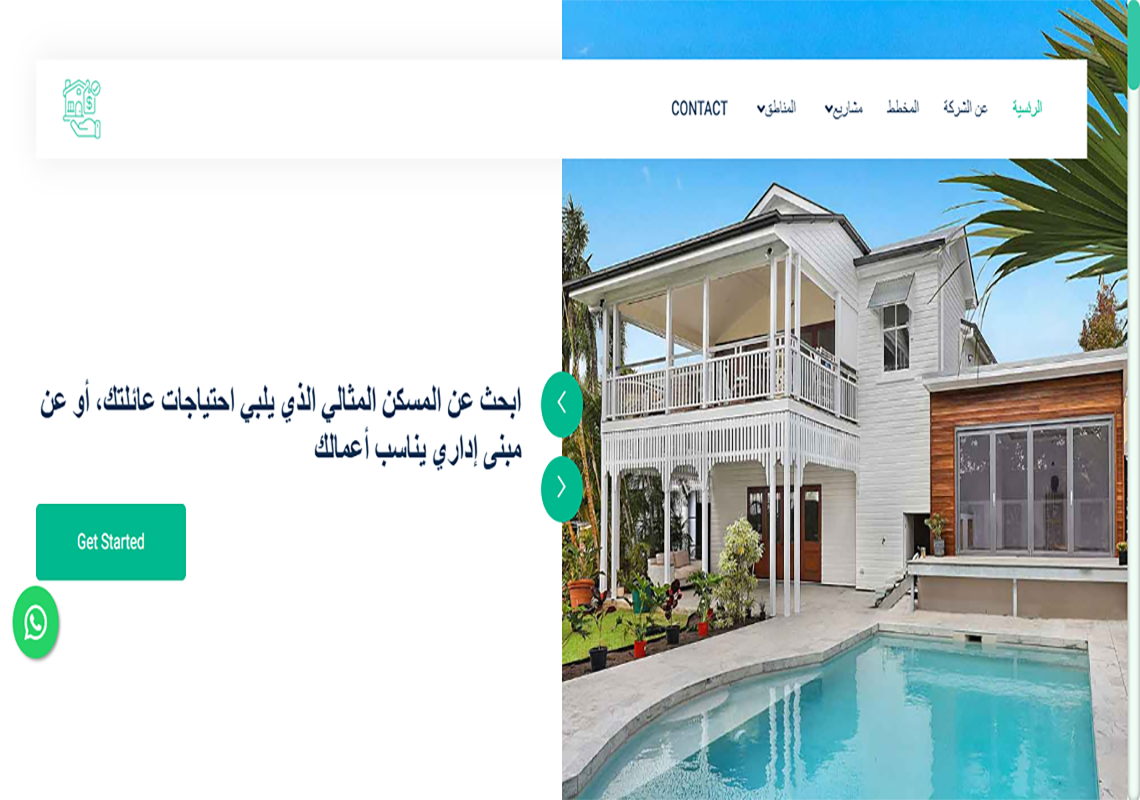 الرئسية عن الشركة المخطط مشاريع المناطق CONTACT
ابحث عن المسكن المثالي الذي يلبي احتياجات عائلتك، أو عن
مبنى إداري يناسب أعمالك
Get Started